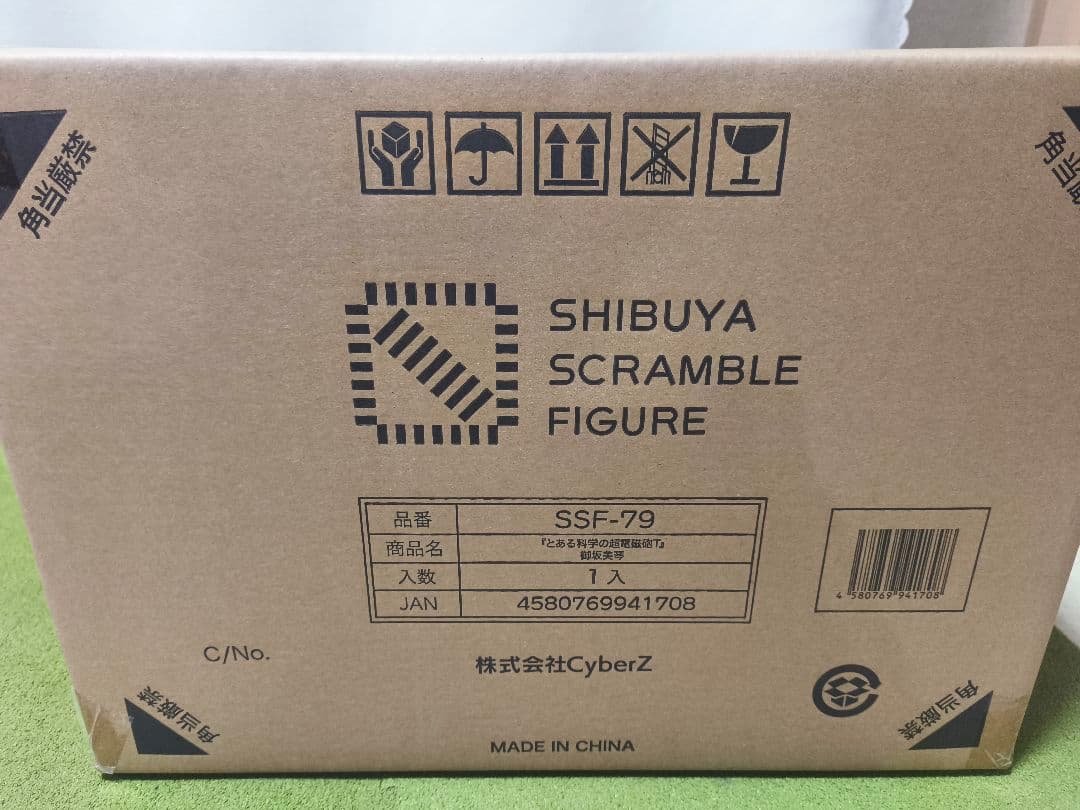 角当厳禁
角当厳
SHIBUYA
SCRAMBLE
FIGURE
品番 SSF-79
商品名 『とある科学の超電磁砲T』
御坂美琴
入数 1入
JAN 4580769941708
4 580769 941708
C/No.
株式会社CyberZ
角当厳禁
角当厳禁
MADE IN CHINA